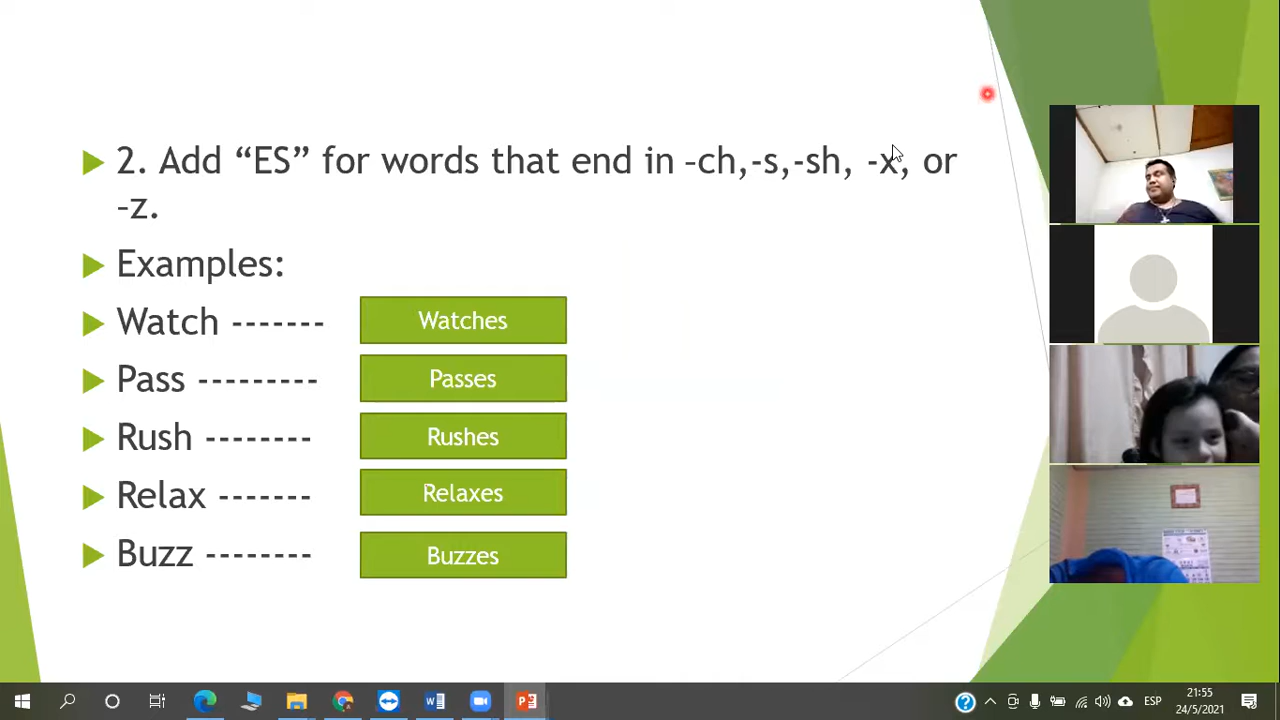 2. Add “ES” for words that end in –ch,-s,-sh, -x, or
–z.
Examples:
Watch -------
Watches
Pass ---------
Passes
Rush --------
Rushes
Relax -------
Relaxes
Buzz --------
Buzzes
ESP
21:55
24/5/2021